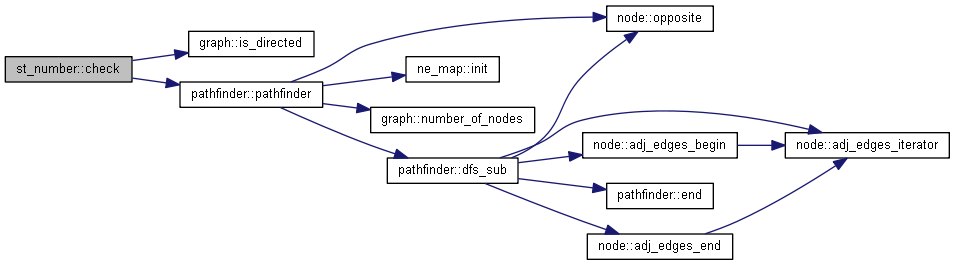 node::opposite
graph::is_directed
st_number::check
ne_map::init
pathfinder::pathfinder
graph::number_of_nodes
node::adj_edges_begin
node::adj_edges_iterator
pathfinder::dfs_sub
pathfinder::end
node::adj_edges_end